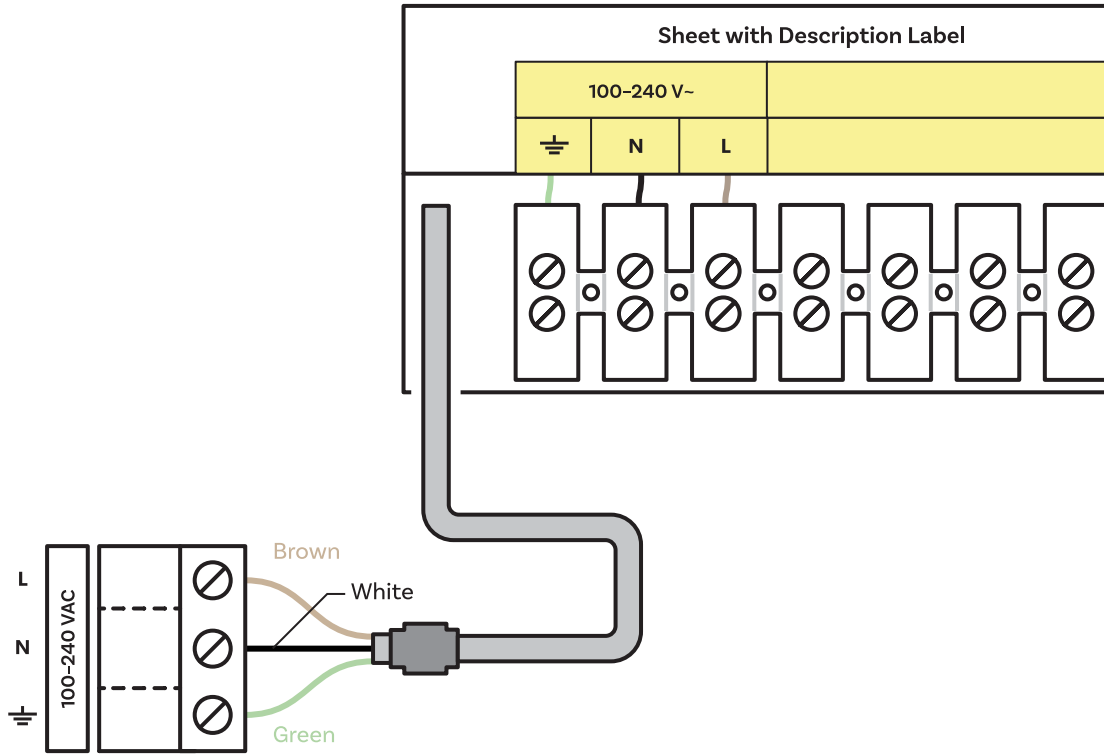 Sheet with Description Label
100–240 V~
N
L
Brown
White
L
N
100–240 VAC
Green